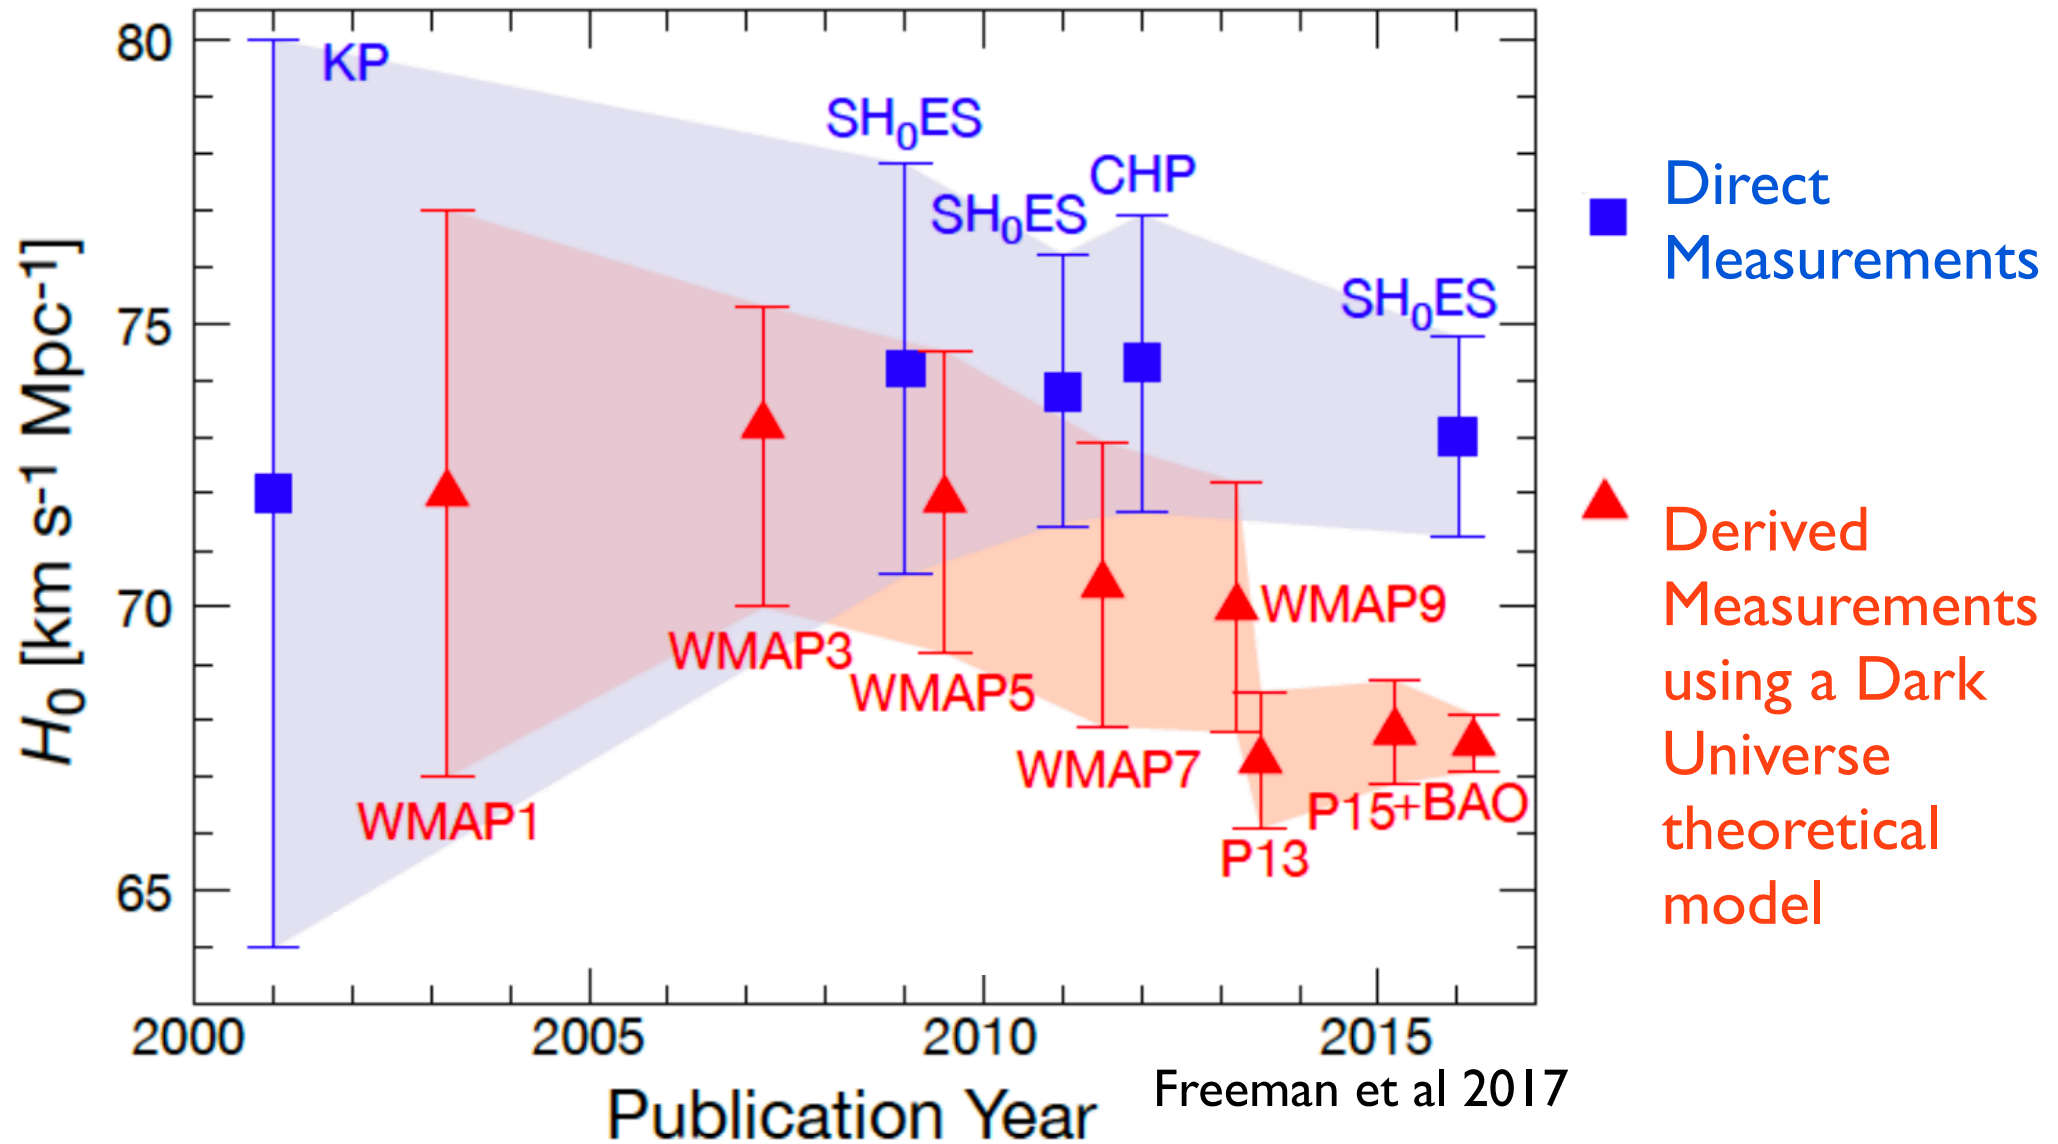 80
75
70
65
H₀ [km s⁻¹ Mpc⁻¹]
KP
SH₀ES
SH₀ES
CHP
SH₀ES
WMAP1
WMAP3
WMAP5
WMAP7
WMAP9
P13
P15+BAO
2000
2005
2010
2015
Publication Year
Freeman et al 2017
Direct
Measurements
Derived
Measurements
using a Dark
Universe
theoretical
model